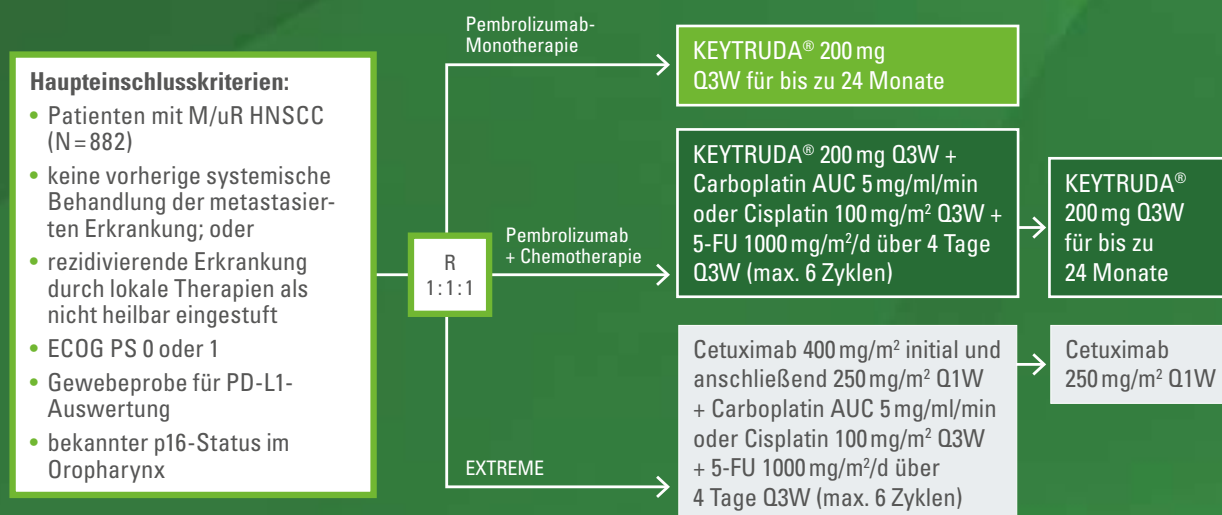 Haupteinschlusskriterien:
• Patienten mit M/uR HNSCC
(N = 882)
• keine vorherige systemische
Behandlung der metastasier-
ten Erkrankung; oder
• rezidivierende Erkrankung
durch lokale Therapien als
nicht heilbar eingestuft
• ECOG PS 0 oder 1
• Gewebeprobe für PD-L1-
Auswertung
• bekannter p16-Status im
Oropharynx
R
1:1:1
Pembrolizumab-
Monotherapie
KEYTRUDA® 200 mg
Q3W für bis zu 24 Monate
Pembrolizumab
+ Chemotherapie
KEYTRUDA® 200 mg Q3W +
Carboplatin AUC 5 mg/ml/min
oder Cisplatin 100 mg/m² Q3W +
5-FU 1000 mg/m²/d über 4 Tage
Q3W (max. 6 Zyklen)
KEYTRUDA®
200 mg Q3W
für bis zu
24 Monate
EXTREME
Cetuximab 400 mg/m² initial und
anschließend 250 mg/m² Q1W
+ Carboplatin AUC 5 mg/ml/min
oder Cisplatin 100 mg/m² Q3W
+ 5-FU 1000 mg/m²/d über
4 Tage Q3W (max. 6 Zyklen)
Cetuximab
250 mg/m² Q1W